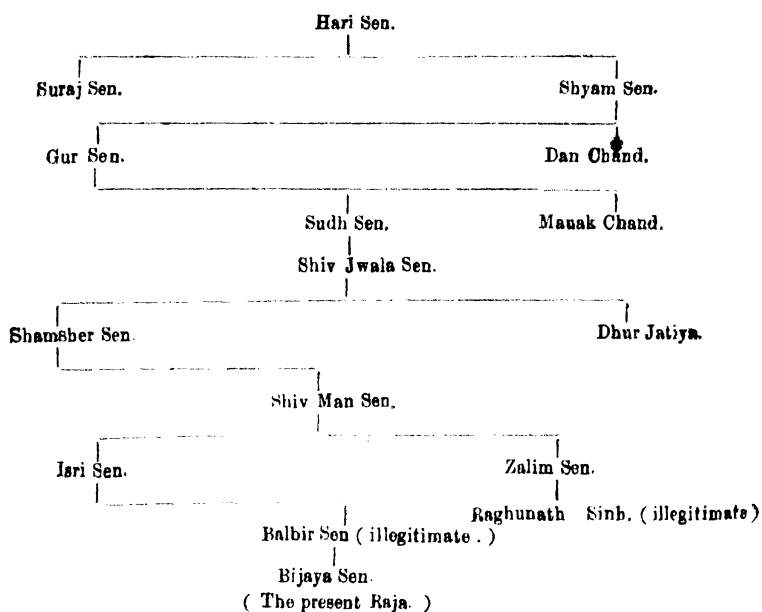 Hari Sen.
Suraj Sen. Shyam Sen.
Gur Sen. Dan Chand.
Sudh Sen. Manak Chand.
Shiv Jwala Sen.
Shamsher Sen. Dhur Jatiya.
Shiv Man Sen.
Isri Sen. Zalim Sen.
Raghunath Sinh. (illegitimate)
Balbir Sen (illegitimate.)
Bijaya Sen.
(The present Raja.)